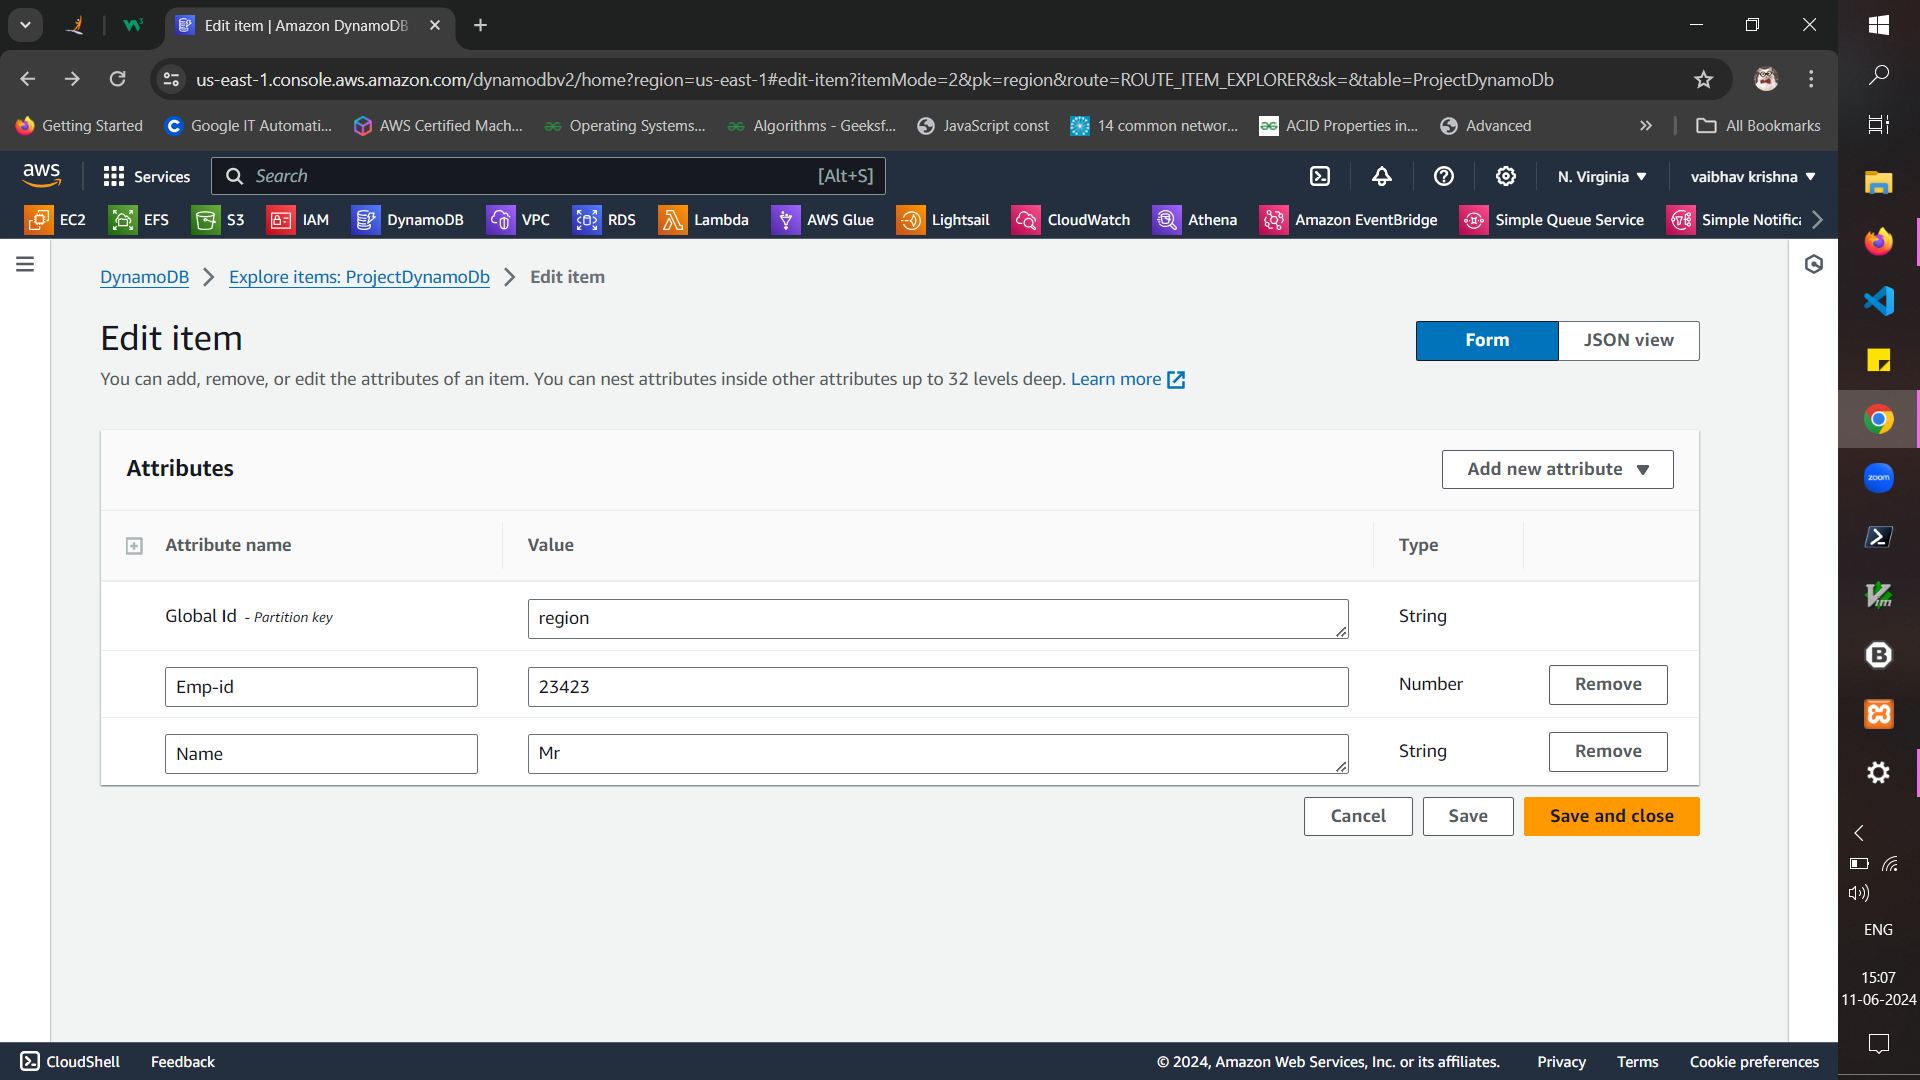 Edit item | Amazon DynamoDB
us-east-1.console.aws.amazon.com/dynamodbv2/home?region=us-east-1#edit-item?itemMode=2&pk=region&route=ROUTE_ITEM_EXPLORER&sk=&table=ProjectDynamoDb
Getting Started Google IT Automati... AWS Certified Mach... Operating Systems... Algorithms - Geeksf... JavaScript const 14 common networ... ACID Properties in... Advanced » All Bookmarks
aws Services Search [Alt+S] N. Virginia vaibhav krishna
EC2 EFS S3 IAM DynamoDB VPC RDS Lambda AWS Glue Lightsail CloudWatch Athena Amazon EventBridge Simple Queue Service Simple Notifica
DynamoDB Explore items: ProjectDynamoDb Edit item
Edit item
Form JSON view
You can add, remove, or edit the attributes of an item. You can nest attributes inside other attributes up to 32 levels deep. Learn more
Attributes
Add new attribute
Attribute name Value Type
Global Id - Partition key region String
Emp-id 23423 Number Remove
Name Mr String Remove
Cancel Save Save and close
zoom
ENG
15:07
11-06-2024
CloudShell Feedback © 2024, Amazon Web Services, Inc. or its affiliates. Privacy Terms Cookie preferences